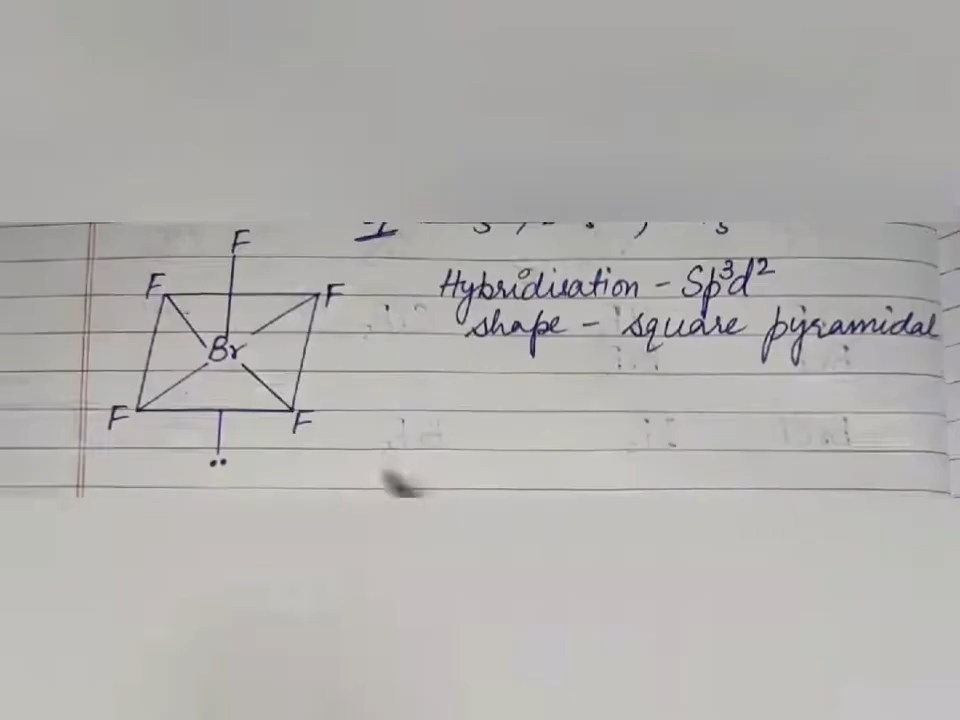 F
F F
Hybridisation - Sp³d²
shape - square pyramidal
Br
F F